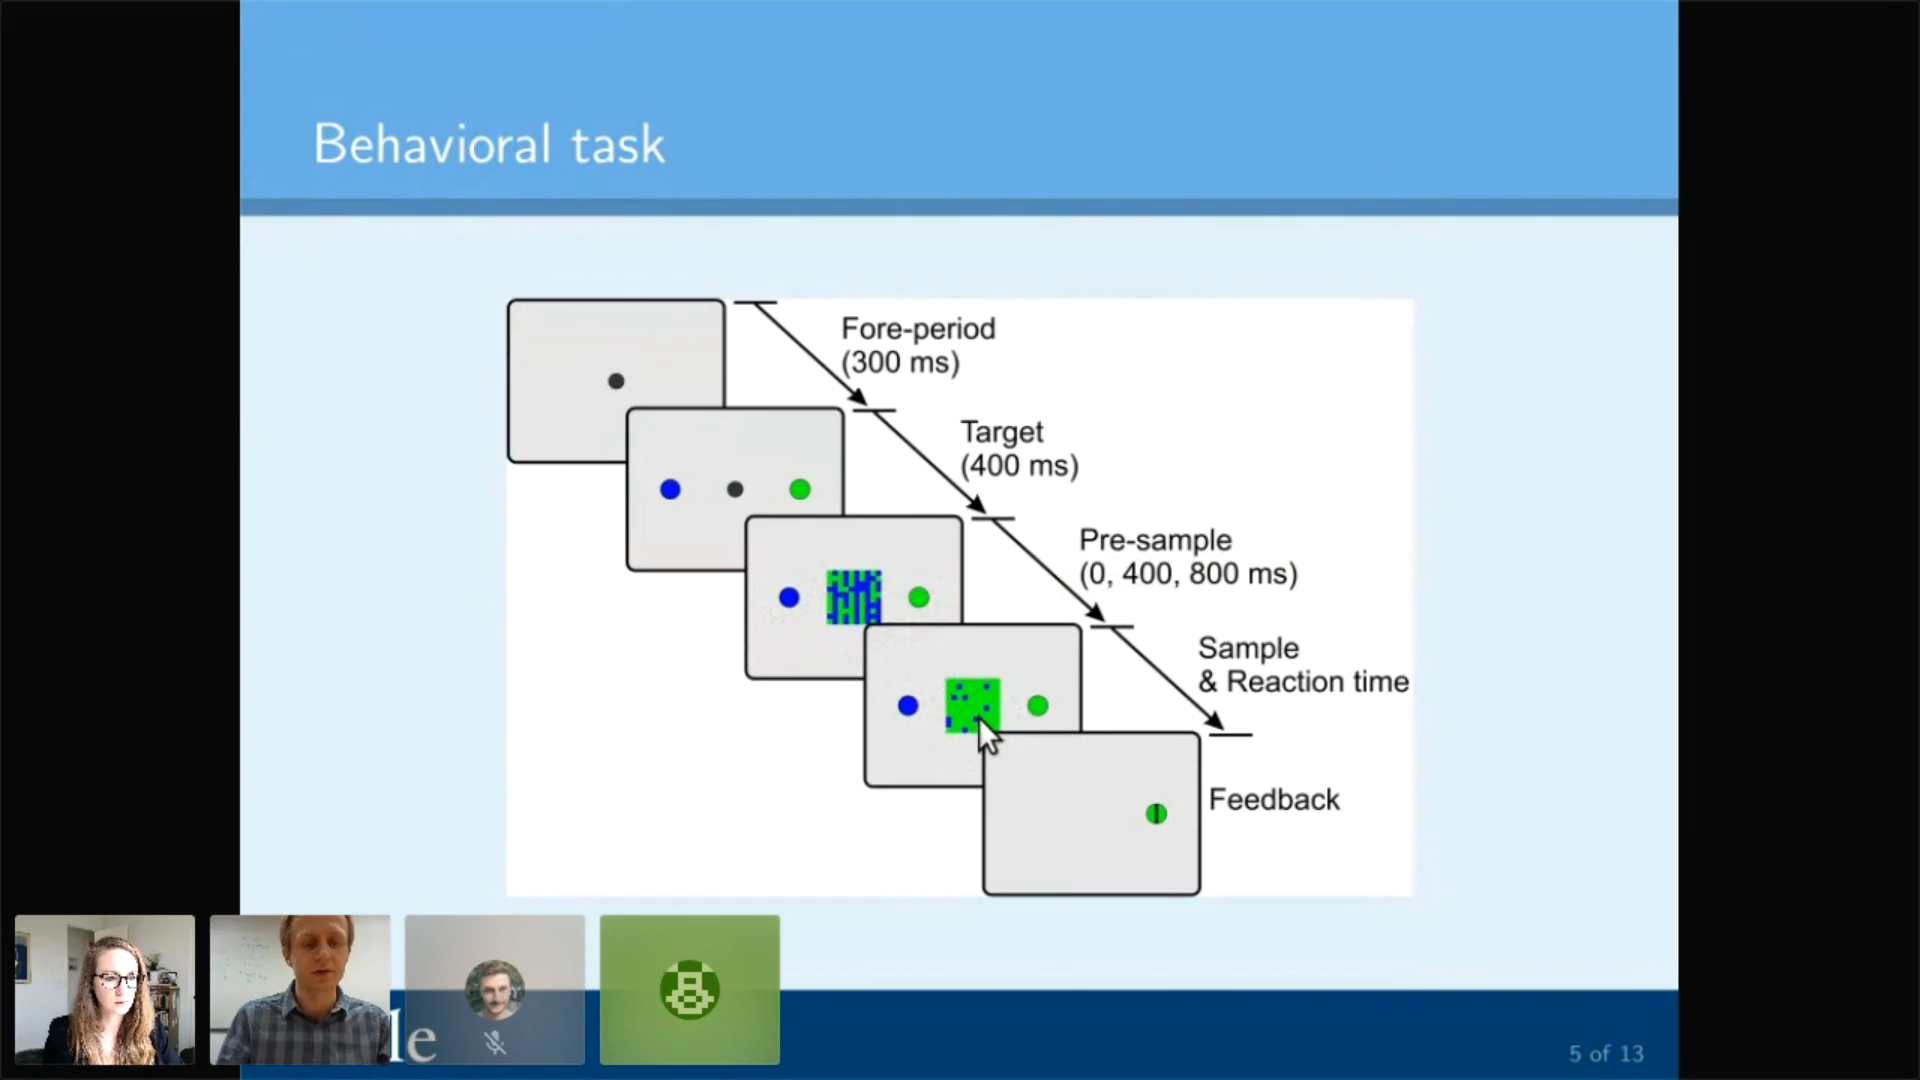 Behavioral task
Fore-period
(300 ms)
Target
(400 ms)
Pre-sample
(0, 400, 800 ms)
Sample
& Reaction time
Feedback
le
5 of 13